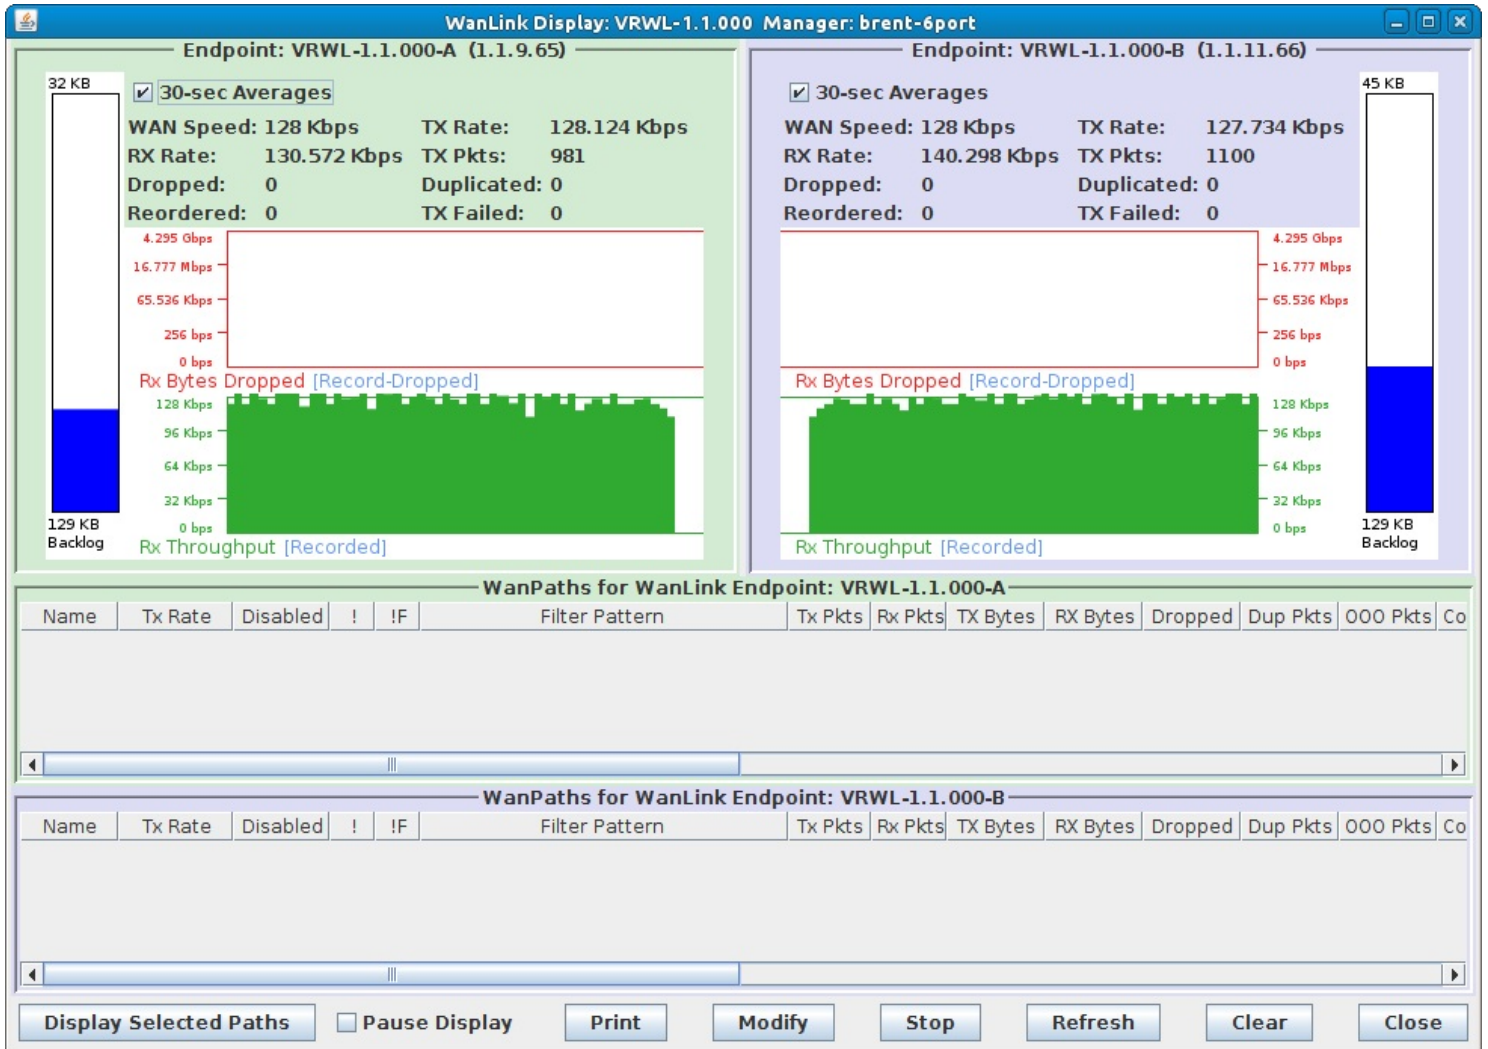 WanLink Display: VRWL-1.1.000 Manager: brent-6port
Endpoint: VRWL-1.1.000-A (1.1.9.65)
32 KB
30-sec Averages
WAN Speed: 128 Kbps TX Rate: 128.124 Kbps
RX Rate: 130.572 Kbps TX Pkts: 981
Dropped: 0 Duplicated: 0
Reordered: 0 TX Failed: 0
4.295 Gbps
16.777 Mbps
65.536 Kbps
256 bps
0 bps
Rx Bytes Dropped [Record-Dropped]
128 Kbps
96 Kbps
64 Kbps
32 Kbps
0 bps
Rx Throughput [Recorded]
129 KB
Backlog
Endpoint: VRWL-1.1.000-B (1.1.11.66)
45 KB
30-sec Averages
WAN Speed: 128 Kbps TX Rate: 127.734 Kbps
RX Rate: 140.298 Kbps TX Pkts: 1100
Dropped: 0 Duplicated: 0
Reordered: 0 TX Failed: 0
4.295 Gbps
16.777 Mbps
65.536 Kbps
256 bps
0 bps
Rx Bytes Dropped [Record-Dropped]
128 Kbps
96 Kbps
64 Kbps
32 Kbps
0 bps
Rx Throughput [Recorded]
129 KB
Backlog
WanPaths for WanLink Endpoint: VRWL-1.1.000-A
Name Tx Rate Disabled ! !F Filter Pattern Tx Pkts Rx Pkts TX Bytes RX Bytes Dropped Dup Pkts OOO Pkts Co
WanPaths for WanLink Endpoint: VRWL-1.1.000-B
Name Tx Rate Disabled ! !F Filter Pattern Tx Pkts Rx Pkts TX Bytes RX Bytes Dropped Dup Pkts OOO Pkts Co
Display Selected Paths Pause Display Print Modify Stop Refresh Clear Close